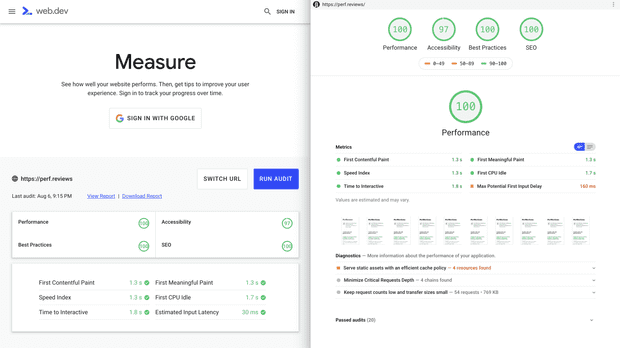 web.dev
SIGN IN
Measure
See how well your website performs. Then, get tips to improve your
user experience. Sign in to track your progress over time.
SIGN IN WITH GOOGLE
https://perf.reviews
SWITCH URL
RUN AUDIT
Last audit: Aug 6, 9:15 PM
View Report | Download Report
Performance 100
Accessibility 97
Best Practices 100
SEO 100
First Contentful Paint 1.3 s
First Meaningful Paint 1.3 s
Speed Index 1.3 s
First CPU Idle 1.7 s
Time to Interactive 1.8 s
Estimated Input Latency 30 ms
https://perf.reviews/
100 97 100 100
Performance Accessibility Best Practices SEO
0–49 50–89 90–100
100
Performance
Metrics
First Contentful Paint 1.3 s
First Meaningful Paint 1.3 s
Speed Index 1.3 s
First CPU Idle 1.7 s
Time to Interactive 1.8 s
Max Potential First Input Delay 160 ms
Values are estimated and may vary.
Diagnostics — More information about the performance of your application.
Serve static assets with an efficient cache policy — 4 resources found
Minimize Critical Requests Depth — 4 chains found
Keep request counts low and transfer sizes small — 54 requests • 769 KB
Passed audits (20)